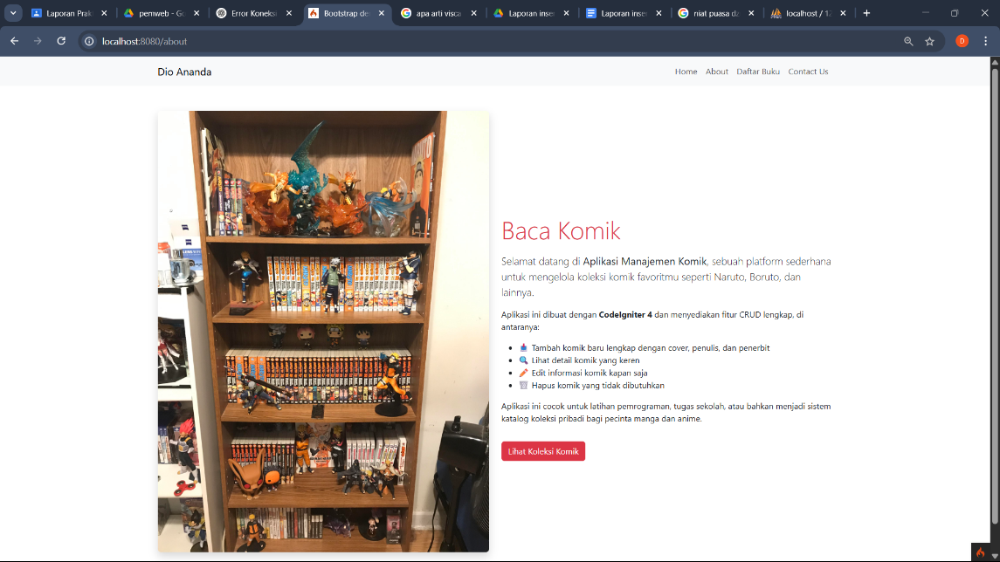 Laporan Prak
pemweb - Go
Error Koneksi
Bootstrap de
apa arti visca
Laporan inse
Laporan inse
niat puasa da
localhost / 12
localhost:8080/about
D
Dio Ananda
Home About Daftar Buku Contact Us
Baca Komik
Selamat datang di Aplikasi Manajemen Komik, sebuah platform sederhana
untuk mengelola koleksi komik favoritmu seperti Naruto, Boruto, dan
lainnya.
Aplikasi ini dibuat dengan CodeIgniter 4 dan menyediakan fitur CRUD lengkap, di
antaranya:
Tambah komik baru lengkap dengan cover, penulis, dan penerbit
Lihat detail komik yang keren
Edit informasi komik kapan saja
Hapus komik yang tidak dibutuhkan
Aplikasi ini cocok untuk latihan pemrograman, tugas sekolah, atau bahkan menjadi sistem
katalog koleksi pribadi bagi pecinta manga dan anime.
Lihat Koleksi Komik